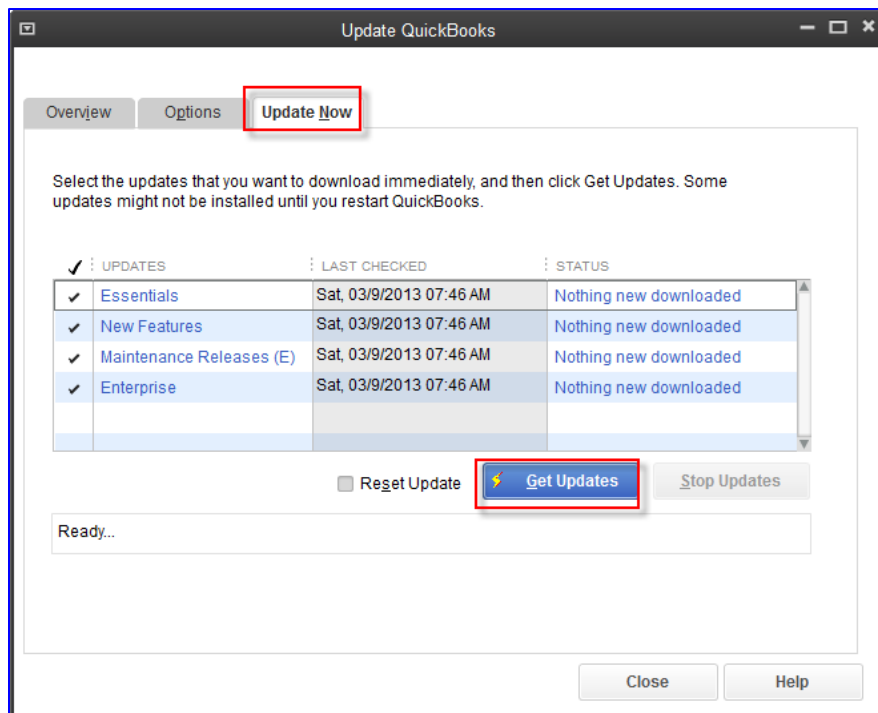 Update QuickBooks
Overview Options Update Now
Select the updates that you want to download immediately, and then click Get Updates. Some
updates might not be installed until you restart QuickBooks.
UPDATES LAST CHECKED STATUS
Essentials Sat, 03/9/2013 07:46 AM Nothing new downloaded
New Features Sat, 03/9/2013 07:46 AM Nothing new downloaded
Maintenance Releases (E) Sat, 03/9/2013 07:46 AM Nothing new downloaded
Enterprise Sat, 03/9/2013 07:46 AM Nothing new downloaded
Reset Update Get Updates Stop Updates
Ready...
Close Help